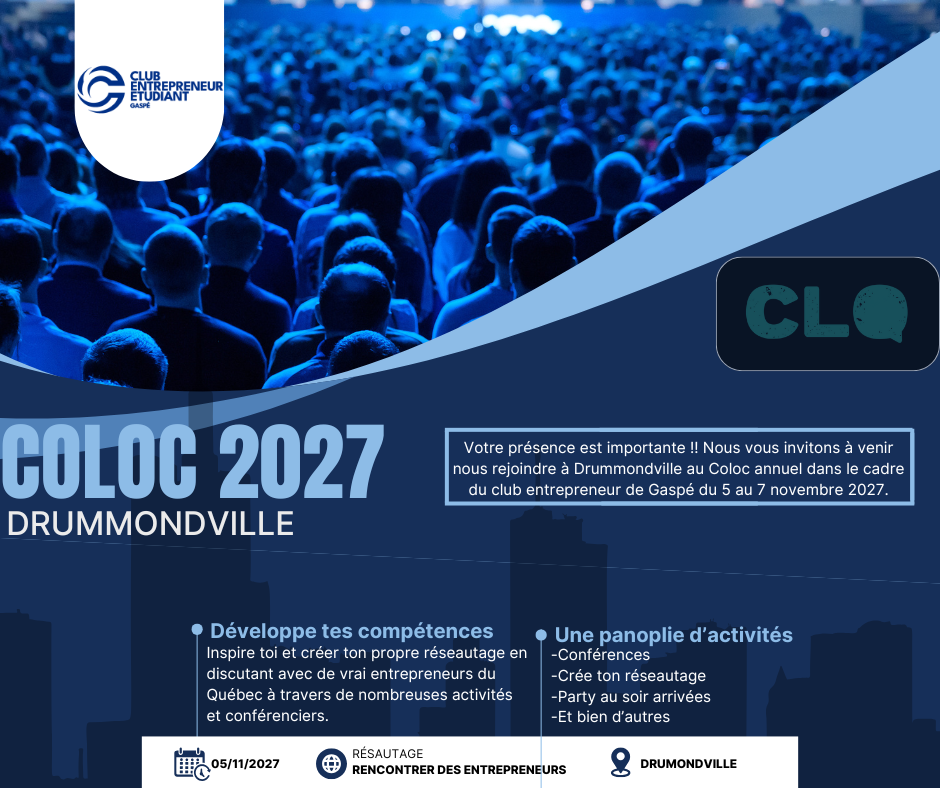 CLUB
ENTREPRENEUR
ETUDIANT
GASPÉ
CLQ
COLOC 2027
DRUMMONDVILLE
Votre présence est importante !! Nous vous invitons à venir
nous rejoindre à Drummondville au Coloc annuel dans le cadre
du club entrepreneur de Gaspé du 5 au 7 novembre 2027.
Développe tes compétences
Inspire toi et créer ton propre réseautage en
discutant avec de vrai entrepreneurs du
Québec à travers de nombreuses activités
et conférenciers.
Une panoplie d'activités
-Conférences
-Crée ton réseautage
-Party au soir arrivées
-Et bien d'autres
05/11/2027
RÉSAUTAGE
RENCONTRER DES ENTREPRENEURS
DRUMONDVILLE